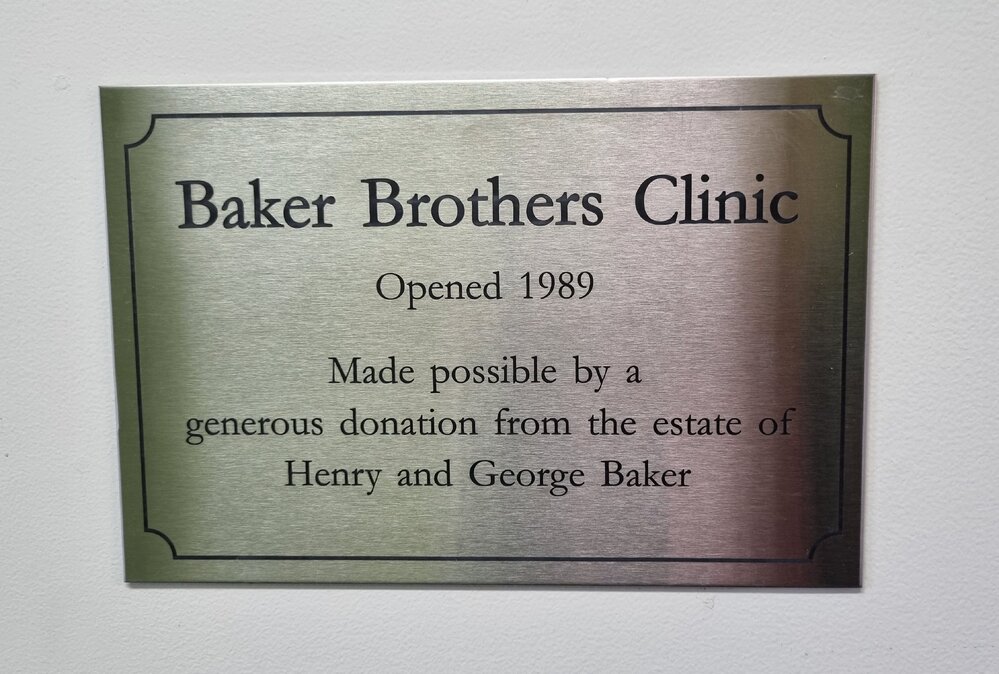 Baker Brothers Clinic
Opened 1989
Made possible by a
generous donation from the estate of
Henry and George Baker